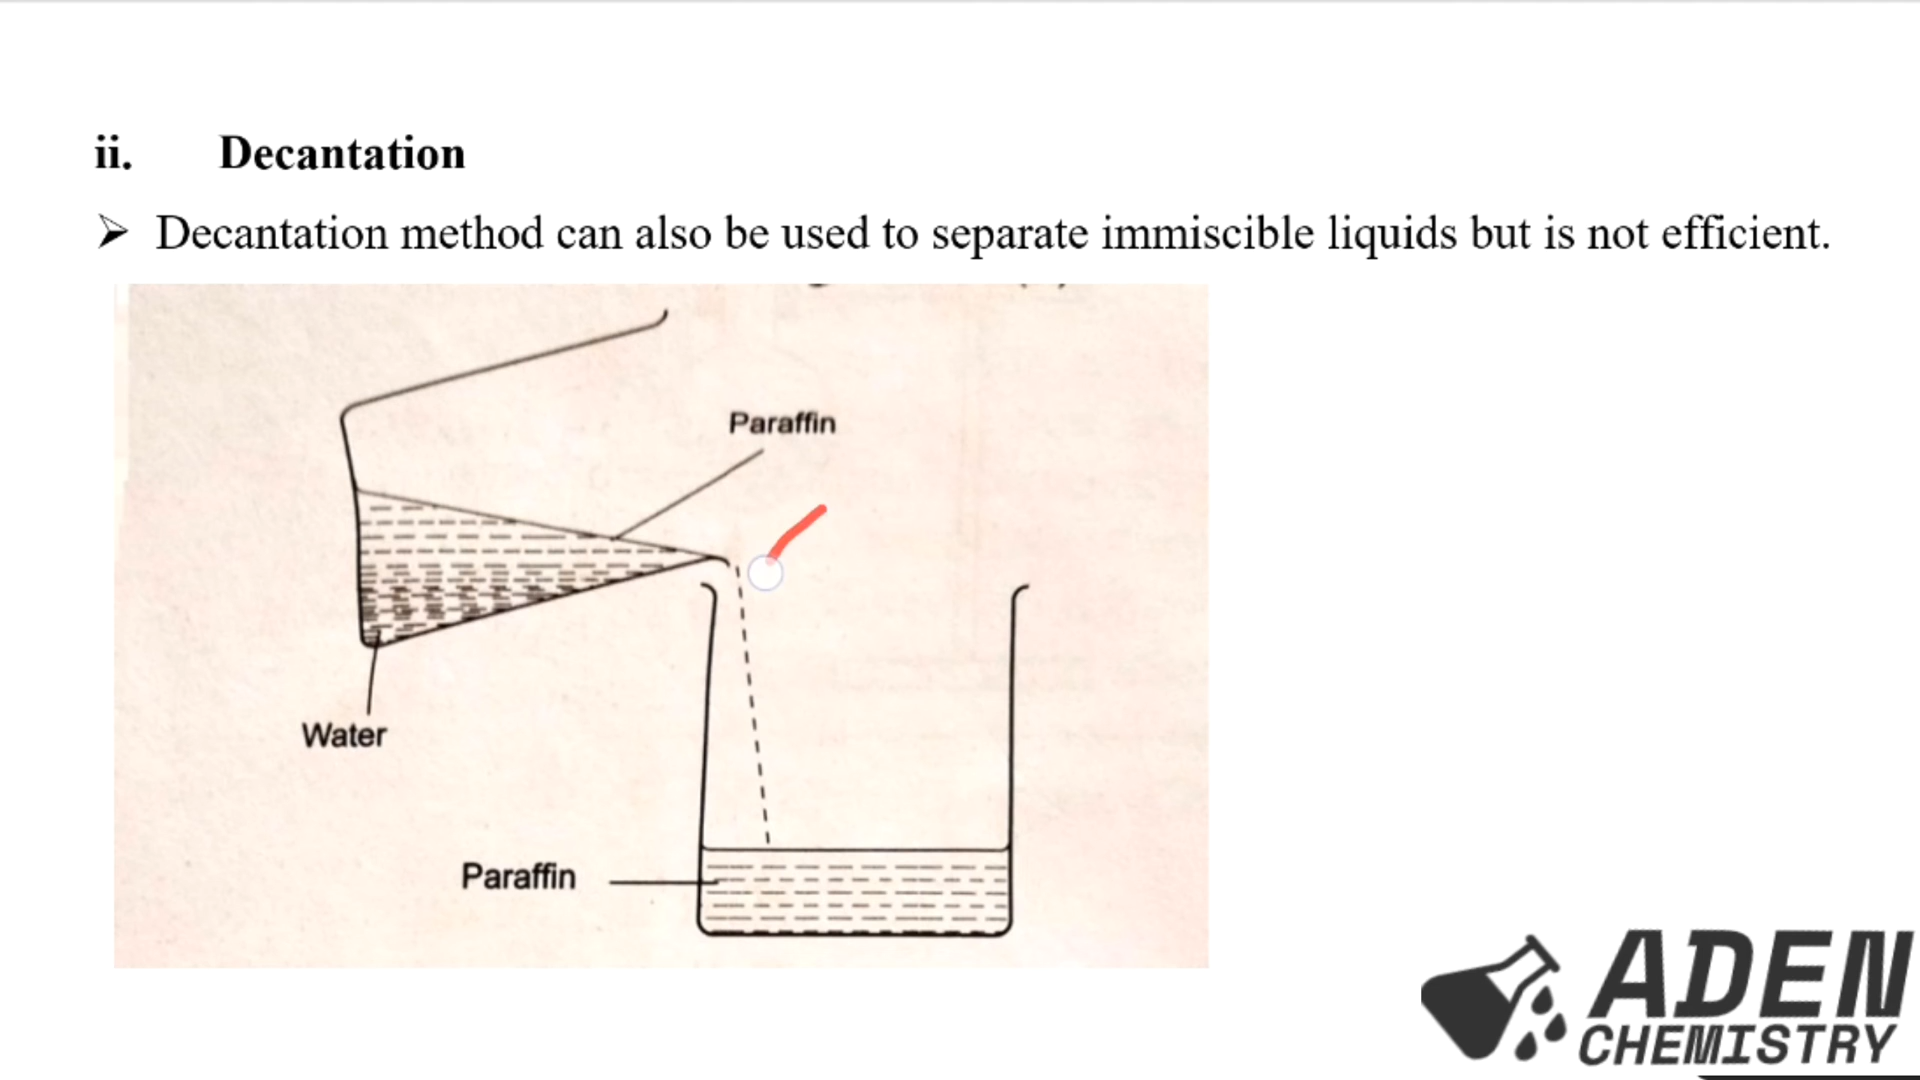 ii. Decantation
➢ Decantation method can also be used to separate immiscible liquids but is not efficient.
Paraffin
Water
Paraffin
ADEN
CHEMISTRY